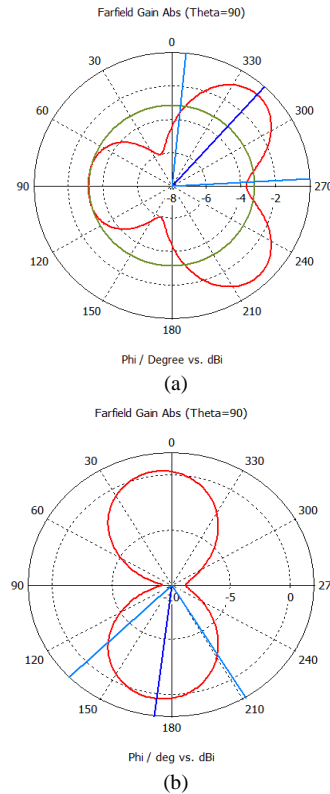 Farfield Gain Abs (Theta=90)
0
30 330
60 300
90 -8 -6 -4 -2 270
120 240
150 210
180
Phi / Degree vs. dBi
(a)
Farfield Gain Abs (Theta=90)
0
30 330
60 300
90 -5 0 27
120 240
150 210
180
Phi / deg vs. dBi
(b)